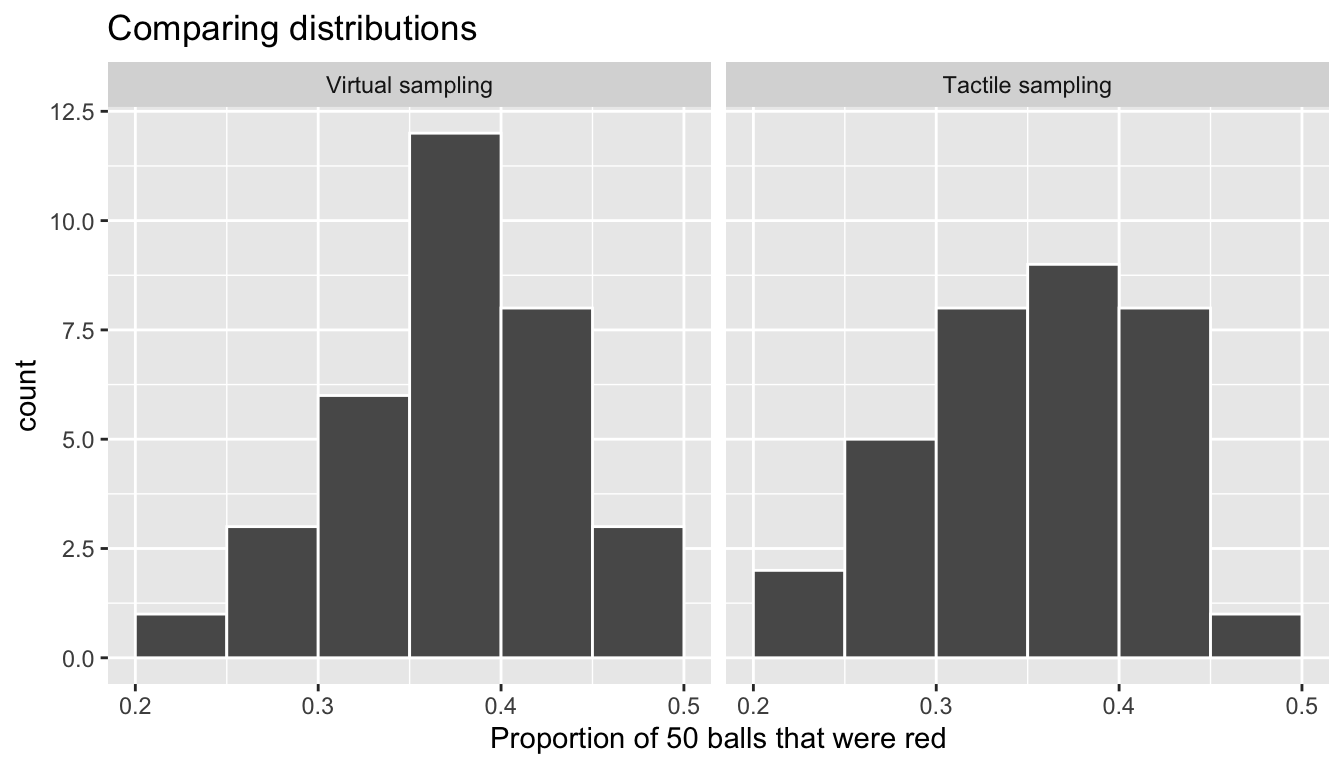 Comparing distributions
Virtual sampling
Tactile sampling
12.5
10.0
7.5
5.0
2.5
0.0
count
0.2 0.3 0.4 0.5 0.2 0.3 0.4 0.5
Proportion of 50 balls that were red